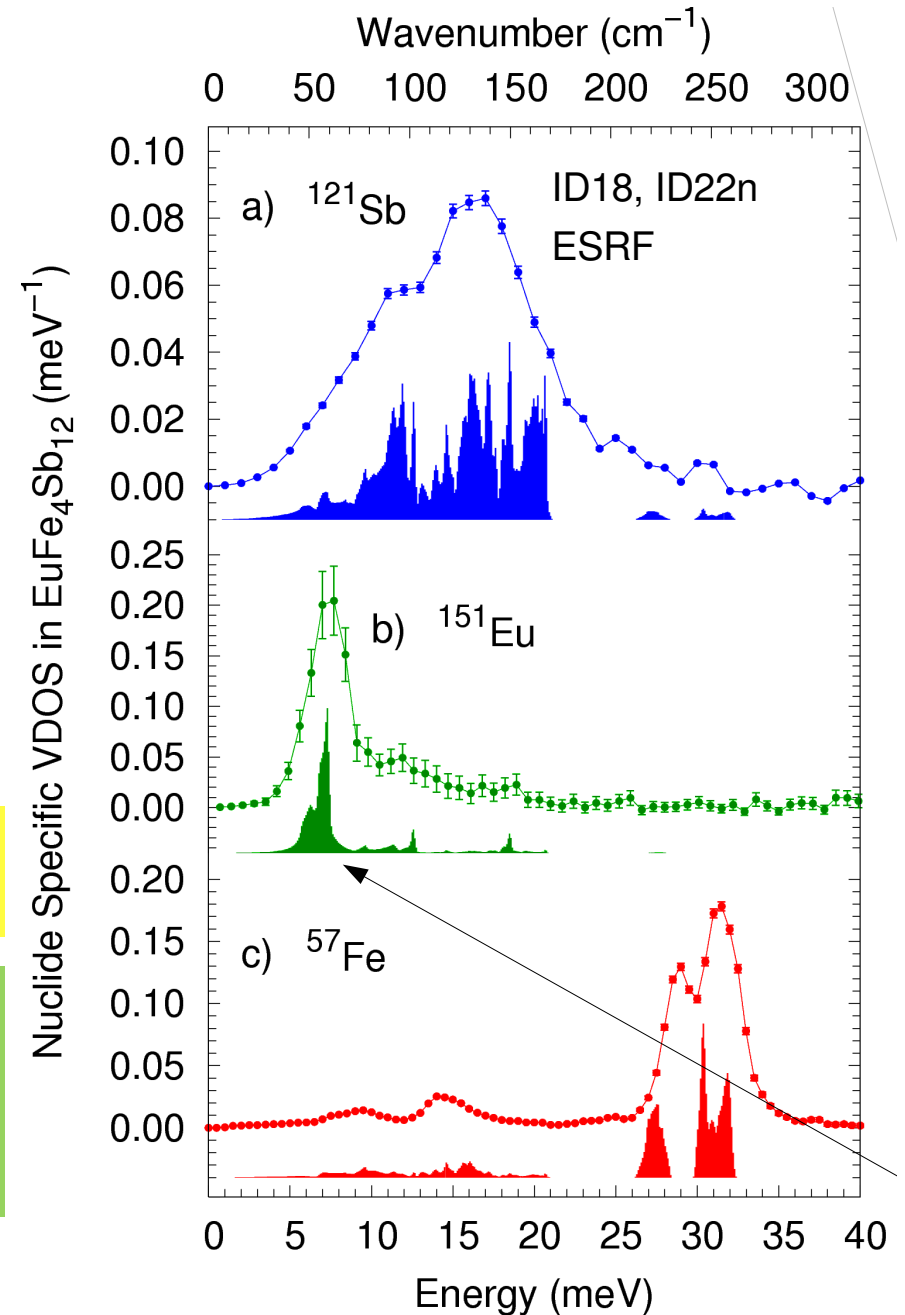 Wavenumber (cm⁻¹)
0 50 100 150 200 250 300
Nuclide Specific VDOS in EuFe₄Sb₁₂ (meV⁻¹)
0.10
a) ¹²¹Sb
ID18, ID22n
0.08
ESRF
0.06
0.04
0.02
0.00
0.25
0.20
b) ¹⁵¹Eu
0.15
0.10
0.05
0.00
0.20
0.15
c) ⁵⁷Fe
0.10
0.05
0.00
0 5 10 15 20 25 30 35 40
Energy (meV)